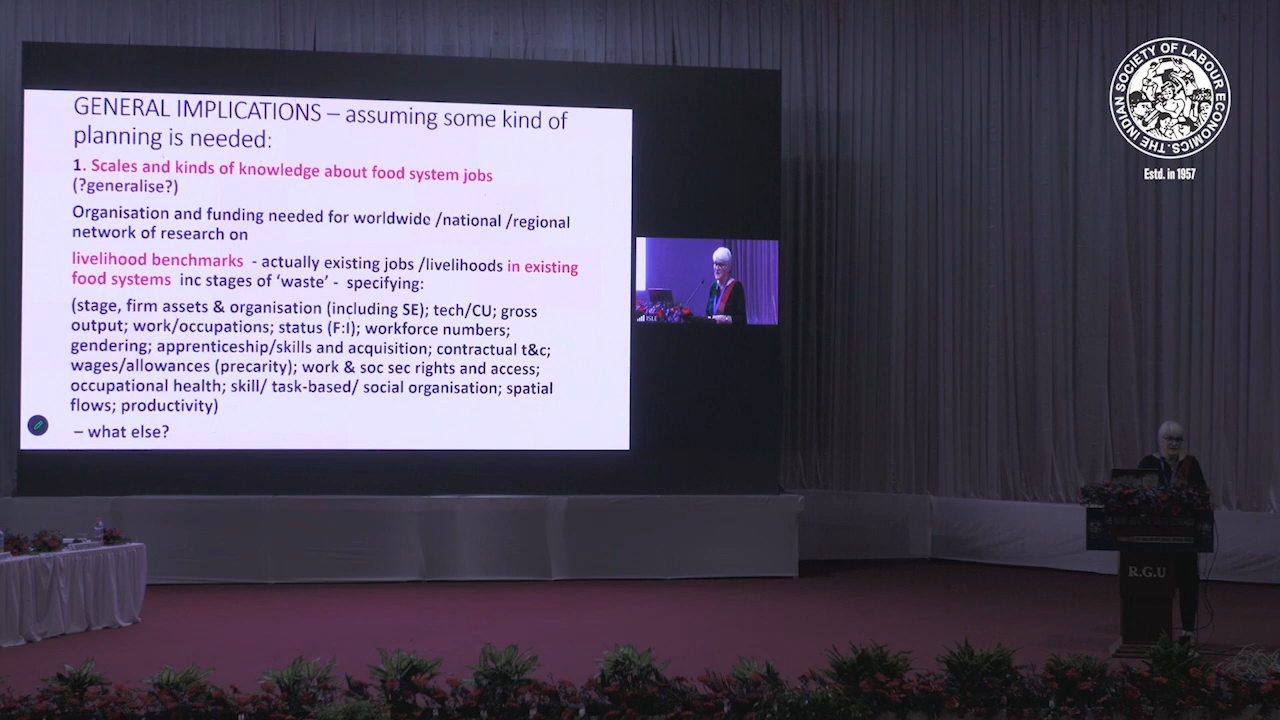 GENERAL IMPLICATIONS – assuming some kind of
planning is needed:
1. Scales and kinds of knowledge about food system jobs
(?generalise?)
Organisation and funding needed for worldwide /national /regional
network of research on
livelihood benchmarks - actually existing jobs /livelihoods in existing
food systems inc stages of ‘waste’ - specifying:
(stage, firm assets & organisation (including SE); tech/CU; gross
output; work/occupations; status (F:I); workforce numbers;
gendering; apprenticeship/skills and acquisition; contractual t&c;
wages/allowances (precarity); work & soc sec rights and access;
occupational health; skill/ task-based/ social organisation; spatial
flows; productivity)
– what else?
ISLE
THE INDIAN SOCIETY OF LABOUR ECONOMICS.
Estd. in 1957
R.G.U